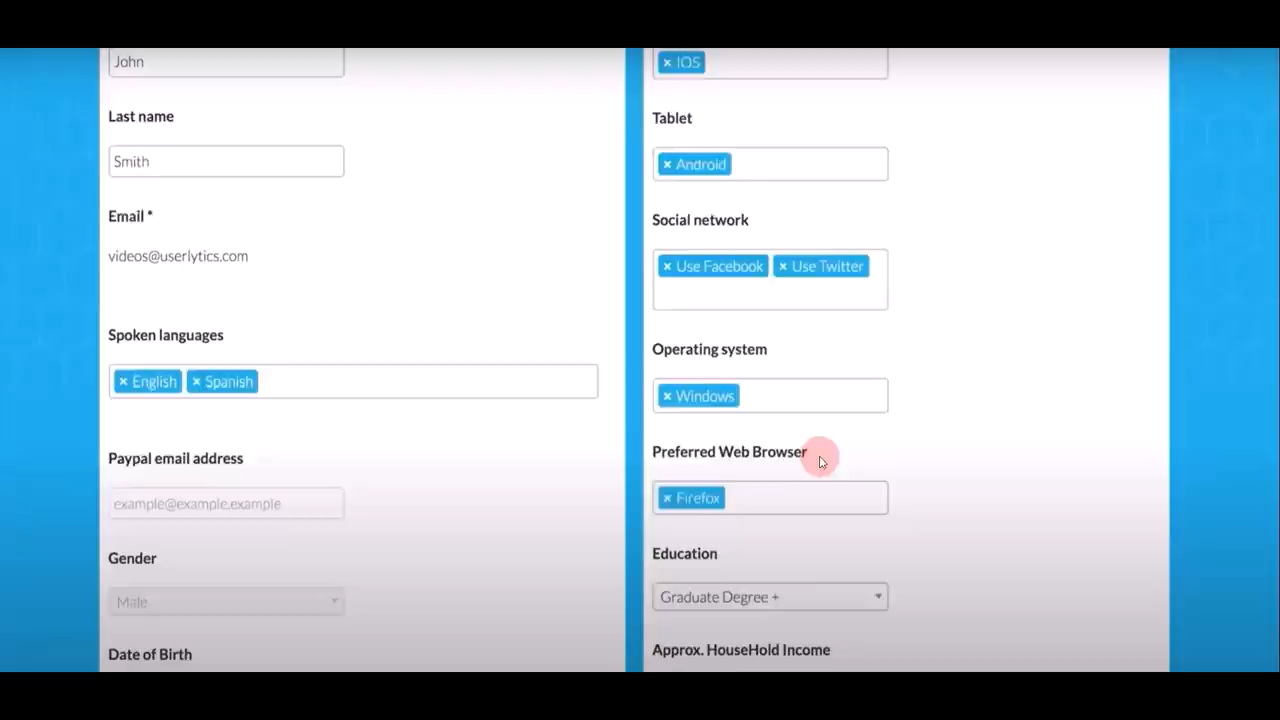 John
Last name
Smith
Email *
videos@userlytics.com
Spoken languages
× English × Spanish
Paypal email address
example@example.example
Gender
Male
Date of Birth
× IOS
Tablet
× Android
Social network
× Use Facebook × Use Twitter
Operating system
× Windows
Preferred Web Browser
× Firefox
Education
Graduate Degree +
Approx. HouseHold Income